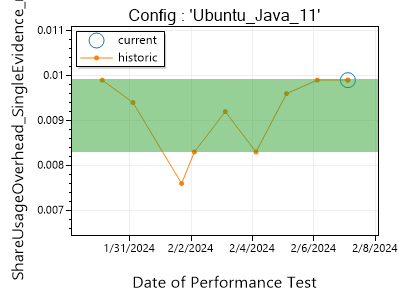 Config : 'Ubuntu_Java_11'
current
historic
0.011
0.01
0.009
0.008
0.007
ShareUsageOverhead_SingleEvidence_
1/31/2024
2/2/2024
2/4/2024
2/6/2024
2/8/2024
Date of Performance Test